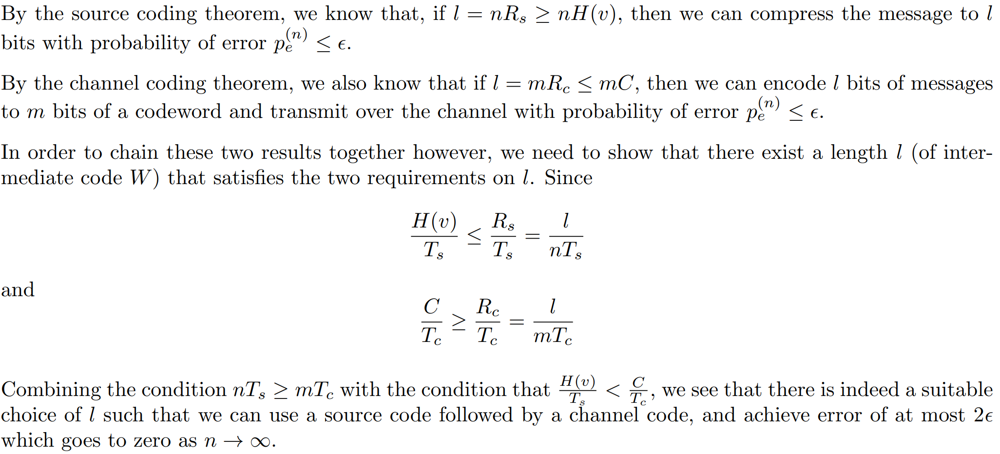 By the source coding theorem, we know that, if $l = nR_s \geq nH(v)$, then we can compress the message to $l$
bits with probability of error $p_e^{(n)} \leq \epsilon$.
By the channel coding theorem, we also know that if $l = mR_c \leq mC$, then we can encode $l$ bits of messages
to $m$ bits of a codeword and transmit over the channel with probability of error $p_e^{(n)} \leq \epsilon$.
In order to chain these two results together however, we need to show that there exist a length $l$ (of inter-
mediate code $W$) that satisfies the two requirements on $l$. Since
$\frac{H(v)}{T_s} \leq \frac{R_s}{T_s} = \frac{l}{nT_s}$
and
$\frac{C}{T_c} \geq \frac{R_c}{T_c} = \frac{l}{mT_c}$
Combining the condition $nT_s \geq mT_c$ with the condition that $\frac{H(v)}{T_s} < \frac{C}{T_c}$, we see that there is indeed a suitable
choice of $l$ such that we can use a source code followed by a channel code, and achieve error of at most $2\epsilon$
which goes to zero as $n \to \infty$.